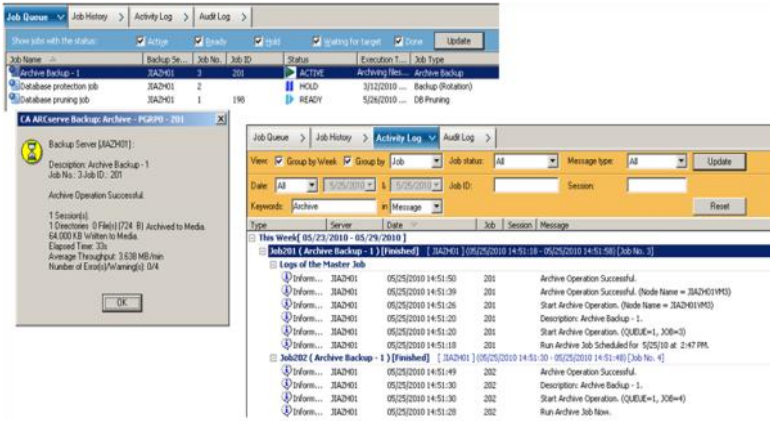 Job Queue Job History Activity Log Audit Log
Show jobs with the status: Active Ready Hold Waiting for target Done Update
Job Name Backup Se... Job No. Job ID Status Execution T... Job Type
Archive Backup - 1 JIAZH01 3 201 ACTIVE Archiving files... Archive Backup
Database protection job JIAZH01 2 HOLD 3/12/2010 ... Backup (Rotation)
Database pruning job JIAZH01 1 198 READY 5/26/2010 ... DB Pruning
CA ARCserve Backup: Archive - PGRP0 - 201
Backup Server [JIAZH01] :
Description: Archive Backup - 1
Job No.: 3 Job ID.: 201
Archive Operation Successful.
1 Session(s).
1 Directories 0 File(s) (724 B) Archived to Media.
64.000 KB Written to Media.
Elapsed Time: 33s
Average Throughput: 3.638 MB/min
Number of Error(s)/Warning(s): 0/4
OK
Job Queue Job History Activity Log Audit Log
View: Group by Week Group by Job Job status: All Message type: All Update
Date: All 5/25/2010 & 5/25/2010 Job ID: Session:
Keywords: Archive in Message Reset
Type Server Date Job Session Message
This Week[ 05/23/2010 - 05/29/2010 ]
Job201 ( Archive Backup - 1 ) [Finished] [ JIAZH01 ] (05/25/2010 14:51:18 - 05/25/2010 14:51:58) [Job No. 3]
Logs of the Master Job
Inform... JIAZH01 05/25/2010 14:51:50 201 Archive Operation Successful.
Inform... JIAZH01 05/25/2010 14:51:39 201 Archive Operation Successful. (Node Name = JIAZH01VM3)
Inform... JIAZH01 05/25/2010 14:51:26 201 Start Archive Operation. (Node Name = JIAZH01VM3)
Inform... JIAZH01 05/25/2010 14:51:20 201 Description: Archive Backup - 1.
Inform... JIAZH01 05/25/2010 14:51:20 201 Start Archive Operation. (QUEUE=1, JOB=3)
Inform... JIAZH01 05/25/2010 14:51:18 201 Run Archive Job Scheduled for 5/25/10 at 2:47 PM.
Job202 ( Archive Backup - 1 ) [Finished] [ JIAZH01 ] (05/25/2010 14:51:30 - 05/25/2010 14:51:48) [Job No. 4]
Inform... JIAZH01 05/25/2010 14:51:49 202 Archive Operation Successful.
Inform... JIAZH01 05/25/2010 14:51:30 202 Description: Archive Backup - 1.
Inform... JIAZH01 05/25/2010 14:51:30 202 Start Archive Operation. (QUEUE=1, JOB=4)
Inform... JIAZH01 05/25/2010 14:51:28 202 Run Archive Job Now.